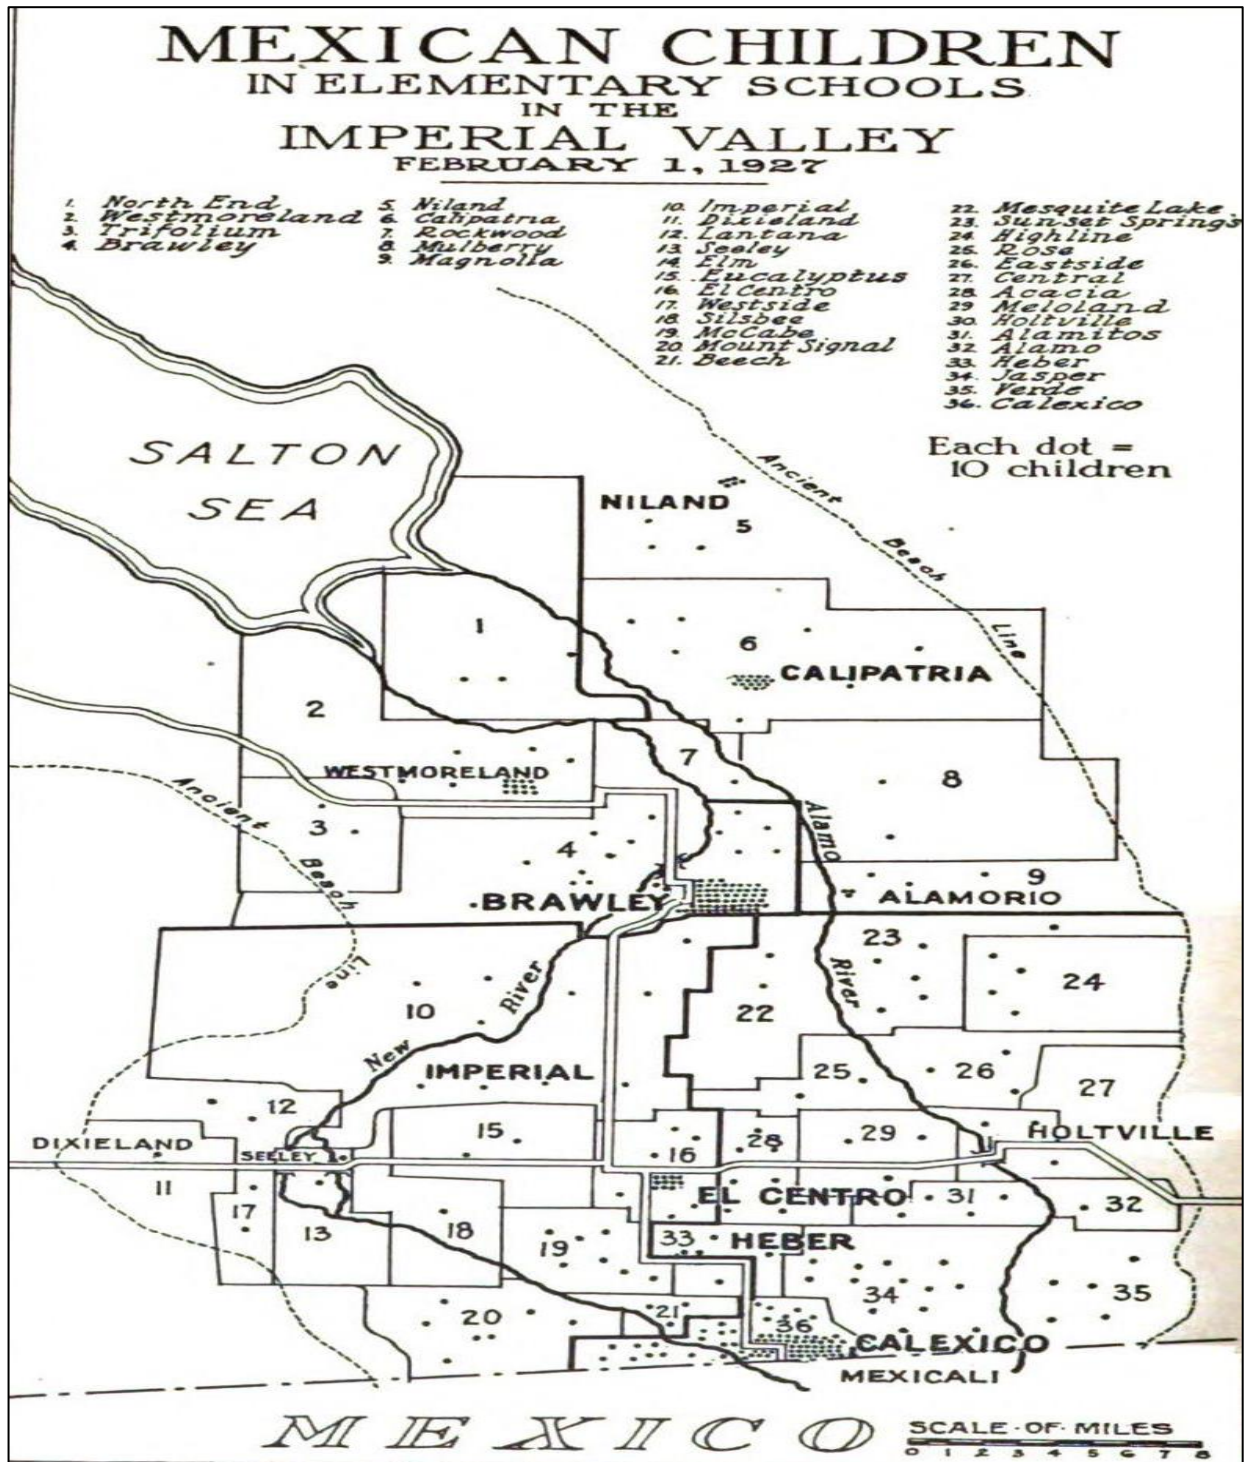 MEXICAN CHILDREN
IN ELEMENTARY SCHOOLS
IN THE
IMPERIAL VALLEY
FEBRUARY 1, 1927
1. North End
2. Westmoreland
3. Trifolium
4. Brawley
5. Niland
6. Calipatria
7. Rockwood
8. Mulberry
9. Magnolia
10. Imperial
11. Dixieland
12. Lantana
13. Seeley
14. Elm
15. Eucalyptus
16. El Centro
17. Westside
18. Silsbee
19. McCabe
20. Mount Signal
21. Beech
22. Mesquite Lake
23. Sunset Springs
24. Highline
25. Rose
26. Eastside
27. Central
28. Acacia
29. Meloland
30. Holtville
31. Alamitos
32. Alamo
33. Heber
34. Jasper
35. Verde
36. Calexico
Each dot =
10 children
SALTON
SEA
Ancient Beach Line
NILAND
5
1
6
CALIPATRIA
2
7
WESTMORELAND
8
Ancient Beach Line
3
Alamo River
4
9
BRAWLEY
ALAMORIO
23
24
10
New River
22
IMPERIAL
25
26
27
12
15
28
29
HOLTVILLE
DIXIELAND
SEELEY
16
11
EL CENTRO
31
32
17
13
18
19
33
HEBER
34
35
20
21
36
CALEXICO
MEXICALI
MEXICO
SCALE·OF·MILES
0 1 2 3 4 5 6 7 8